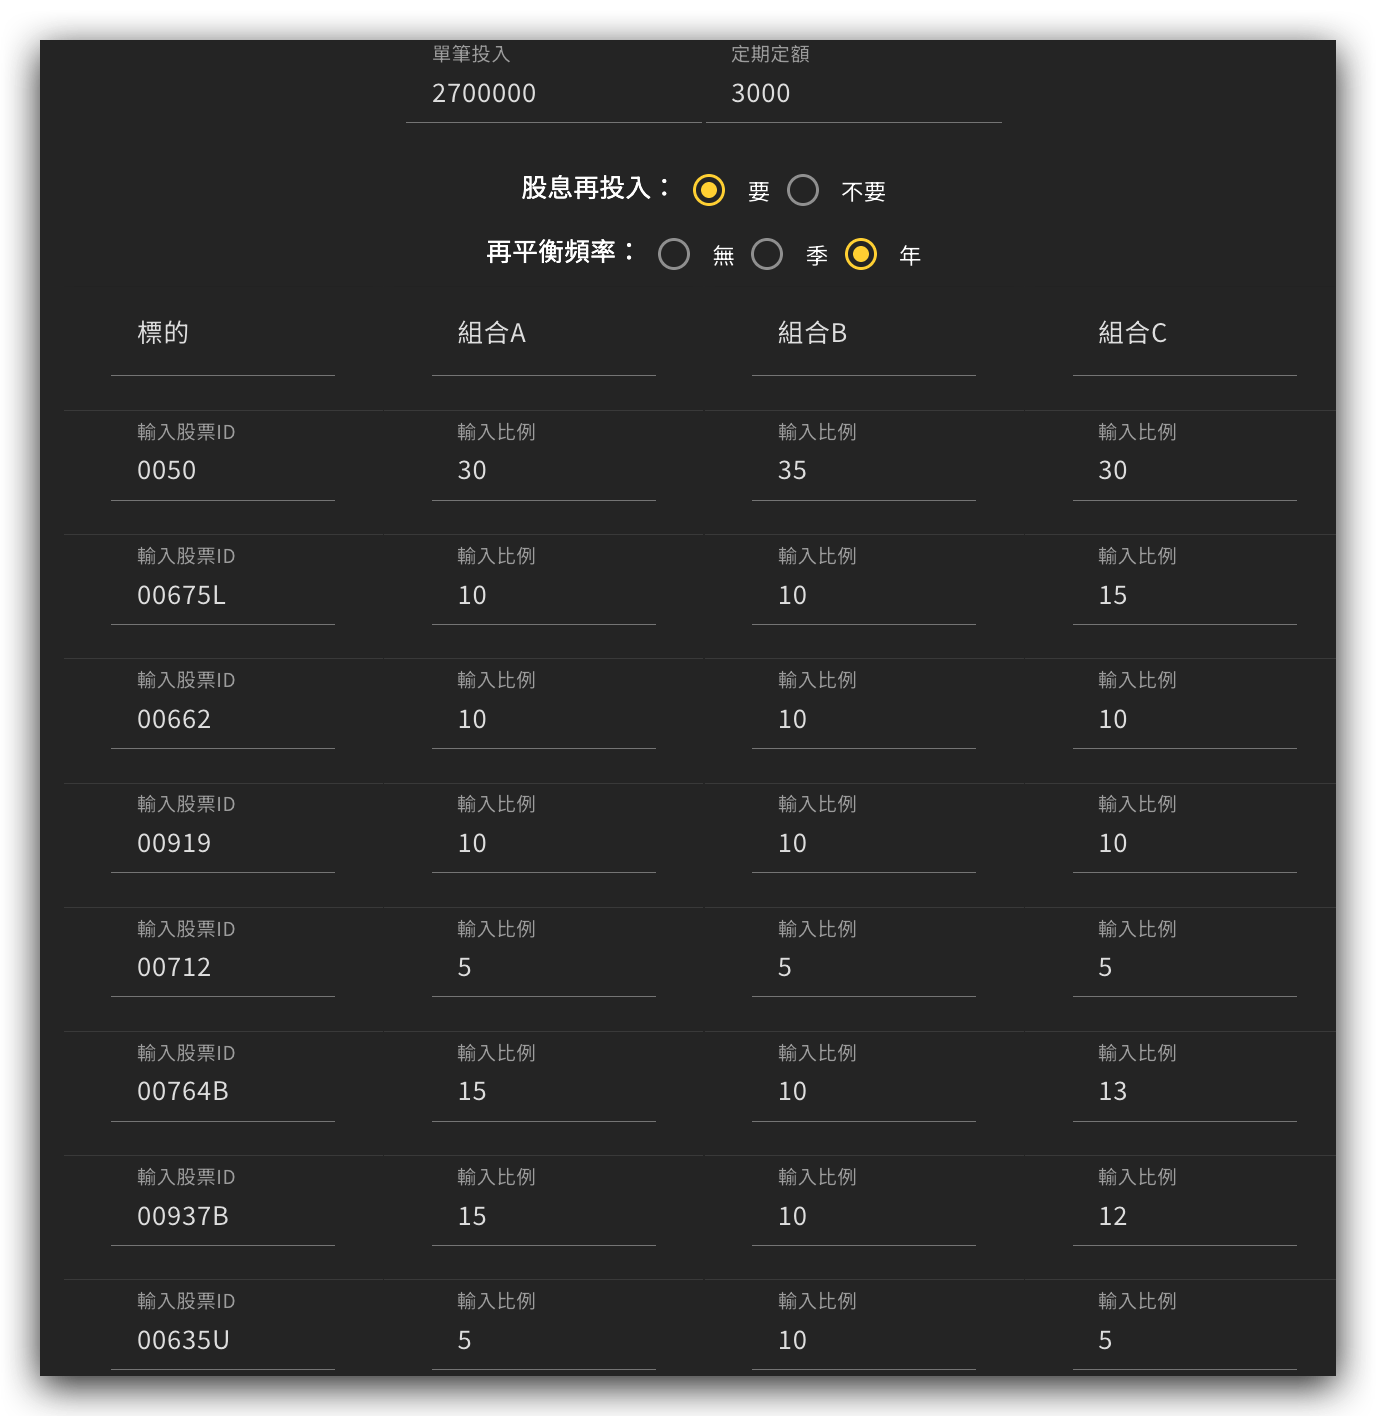 單筆投入 定期定額
2700000 3000
股息再投入： 要 不要
再平衡頻率： 無 季 年
標的 組合A 組合B 組合C
輸入股票ID 輸入比例 輸入比例 輸入比例
0050 30 35 30
輸入股票ID 輸入比例 輸入比例 輸入比例
00675L 10 10 15
輸入股票ID 輸入比例 輸入比例 輸入比例
00662 10 10 10
輸入股票ID 輸入比例 輸入比例 輸入比例
00919 10 10 10
輸入股票ID 輸入比例 輸入比例 輸入比例
00712 5 5 5
輸入股票ID 輸入比例 輸入比例 輸入比例
00764B 15 10 13
輸入股票ID 輸入比例 輸入比例 輸入比例
00937B 15 10 12
輸入股票ID 輸入比例 輸入比例 輸入比例
00635U 5 10 5